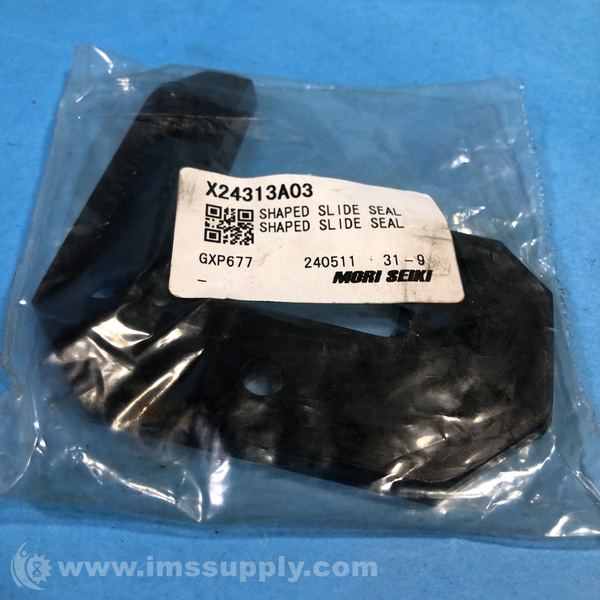 X24313A03
SHAPED SLIDE SEAL
SHAPED SLIDE SEAL
GXP677 240511 31-9
- MORI SEIKI
www.imssupply.com